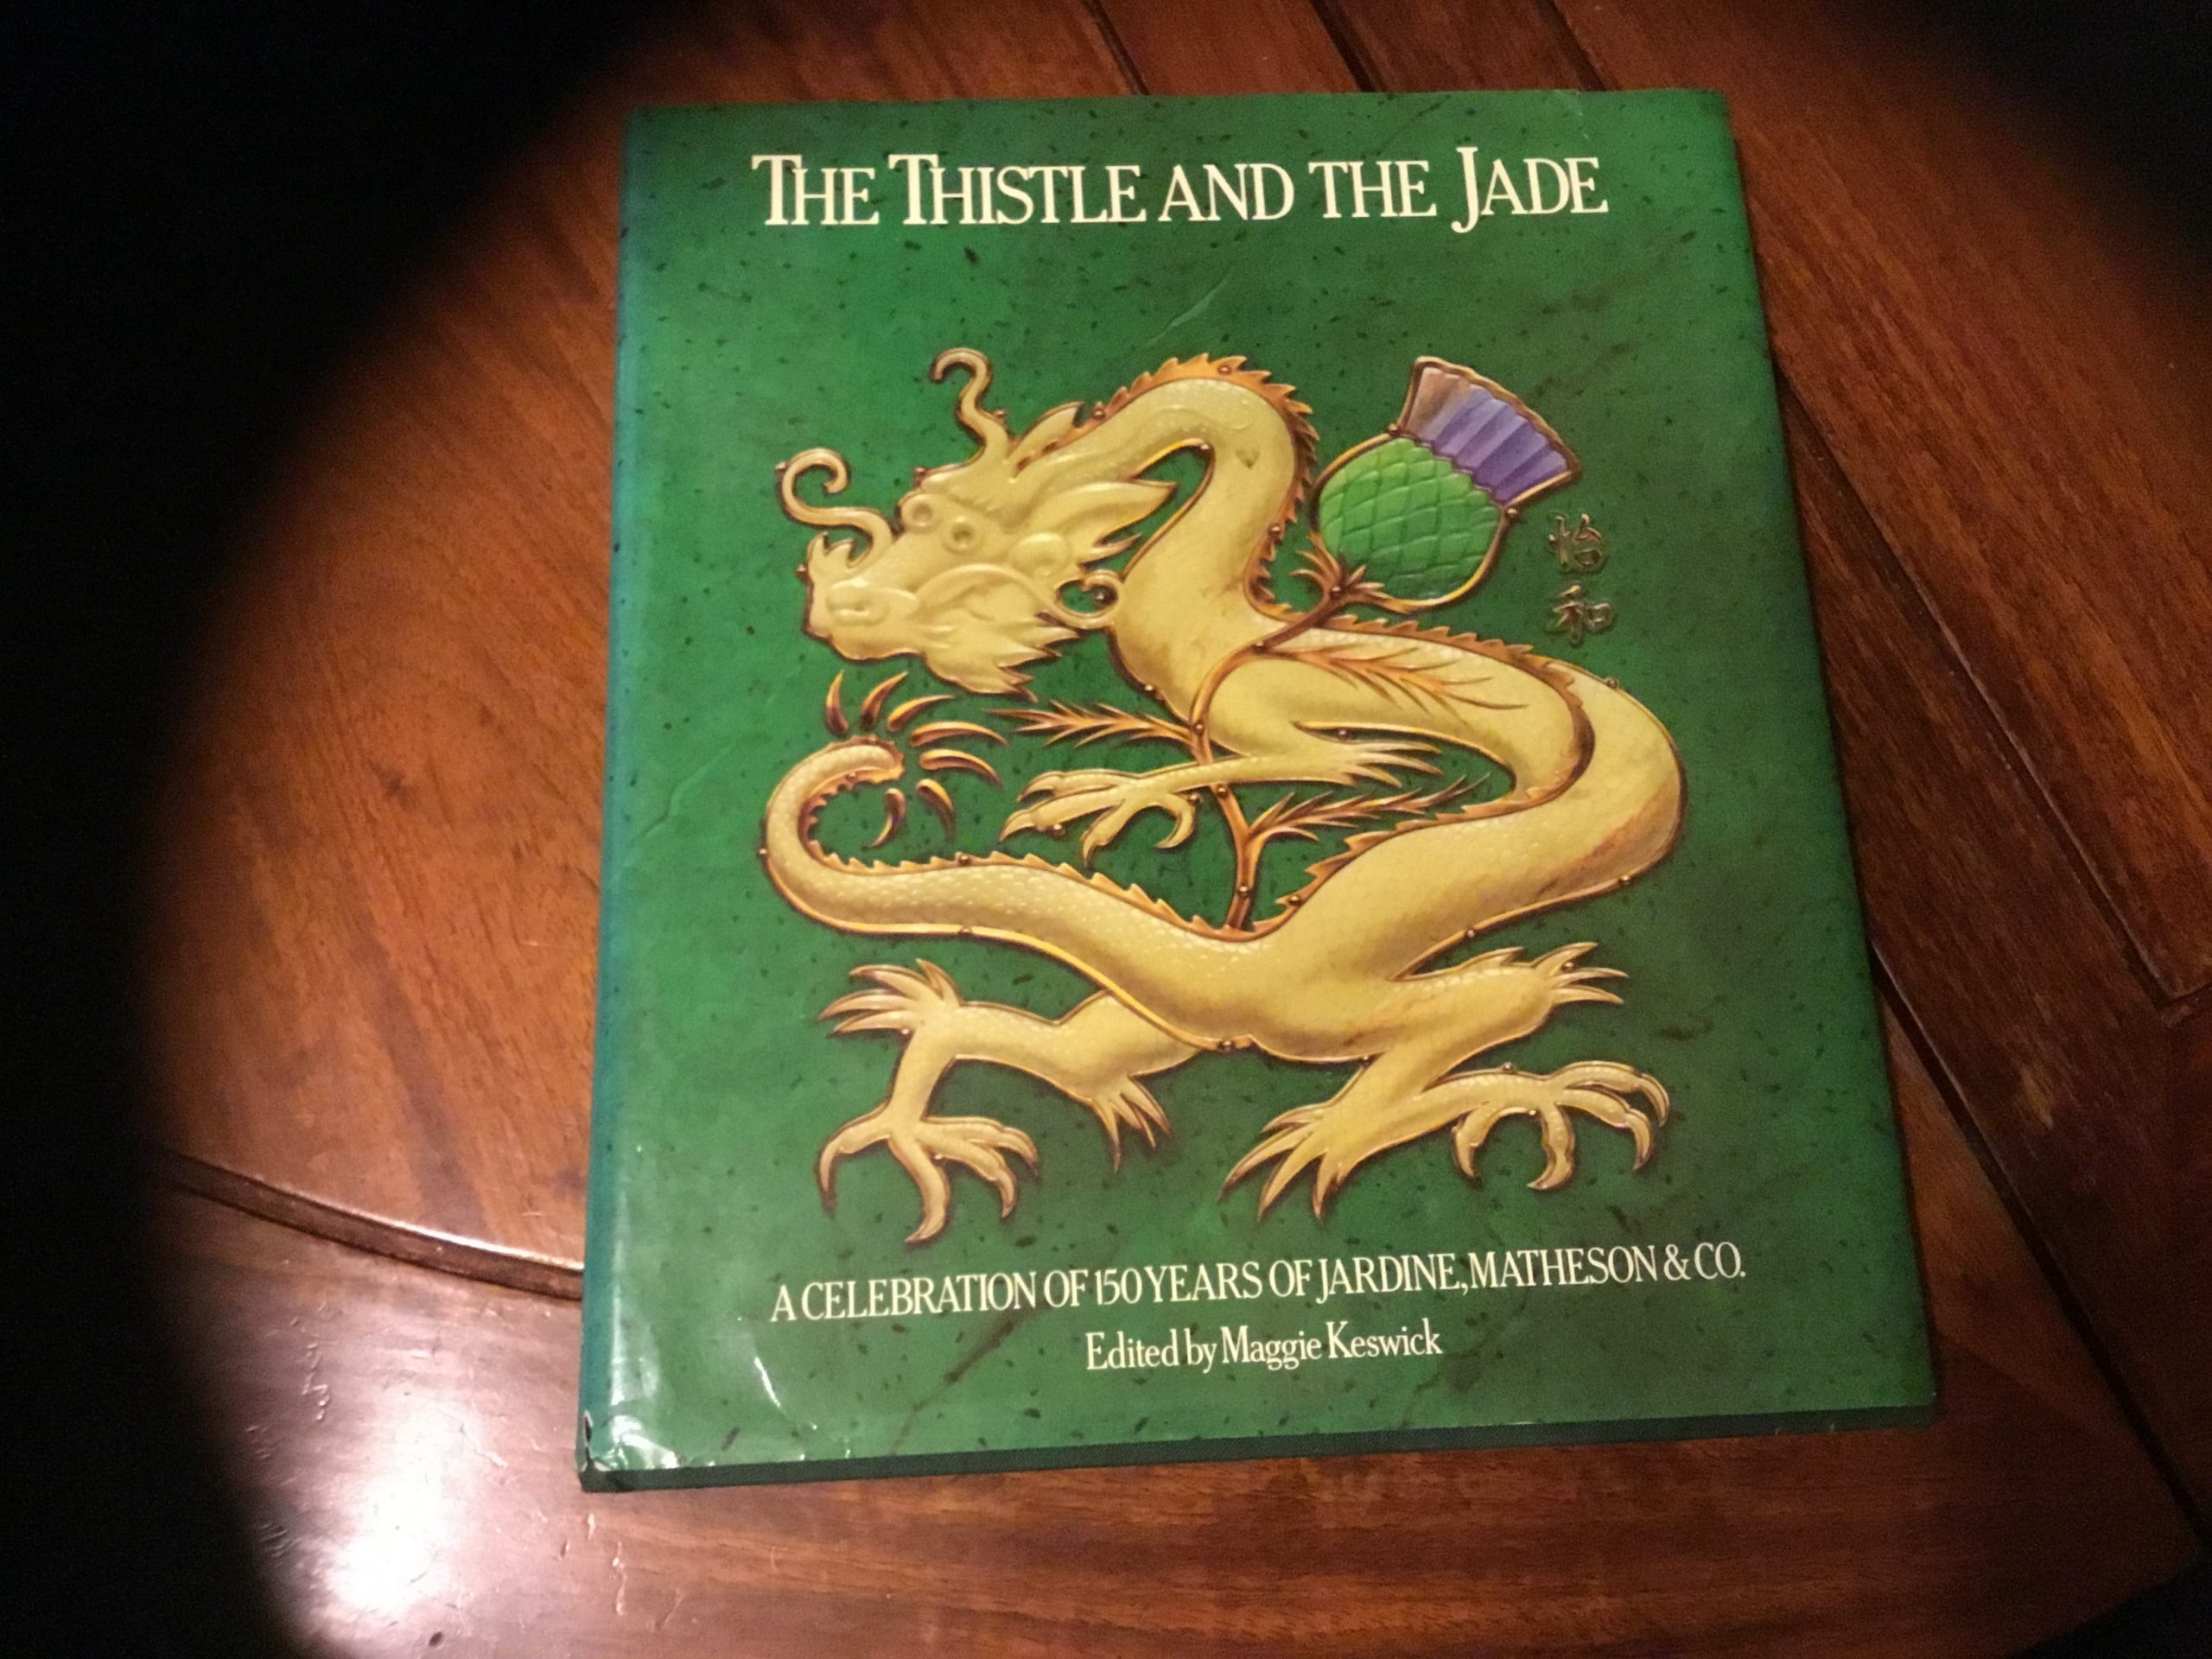 THE THISTLE AND THE JADE
怡
和
A CELEBRATION OF 150 YEARS OF JARDINE, MATHESON & CO.
Edited by Maggie Keswick